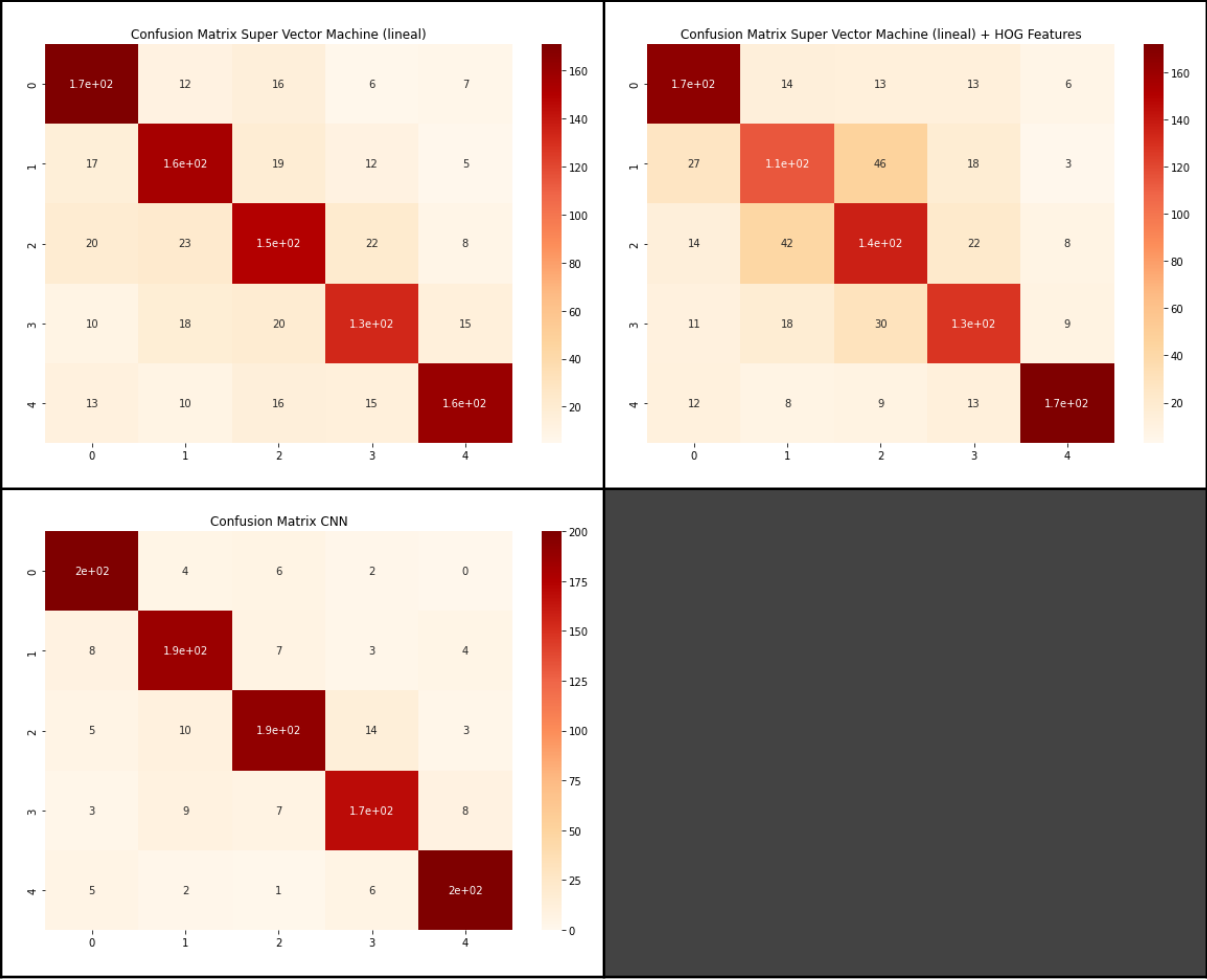 Confusion Matrix Super Vector Machine (lineal)
0 1.7e+02 12 16 6 7
1 17 1.6e+02 19 12 5
2 20 23 1.5e+02 22 8
3 10 18 20 1.3e+02 15
4 13 10 16 15 1.6e+02
0 1 2 3 4
160
140
120
100
80
60
40
20
Confusion Matrix Super Vector Machine (lineal) + HOG Features
0 1.7e+02 14 13 13 6
1 27 1.1e+02 46 18 3
2 14 42 1.4e+02 22 8
3 11 18 30 1.3e+02 9
4 12 8 9 13 1.7e+02
0 1 2 3 4
160
140
120
100
80
60
40
20
Confusion Matrix CNN
0 2e+02 4 6 2 0
1 8 1.9e+02 7 3 4
2 5 10 1.9e+02 14 3
3 3 9 7 1.7e+02 8
4 5 2 1 6 2e+02
0 1 2 3 4
200
175
150
125
100
75
50
25
0